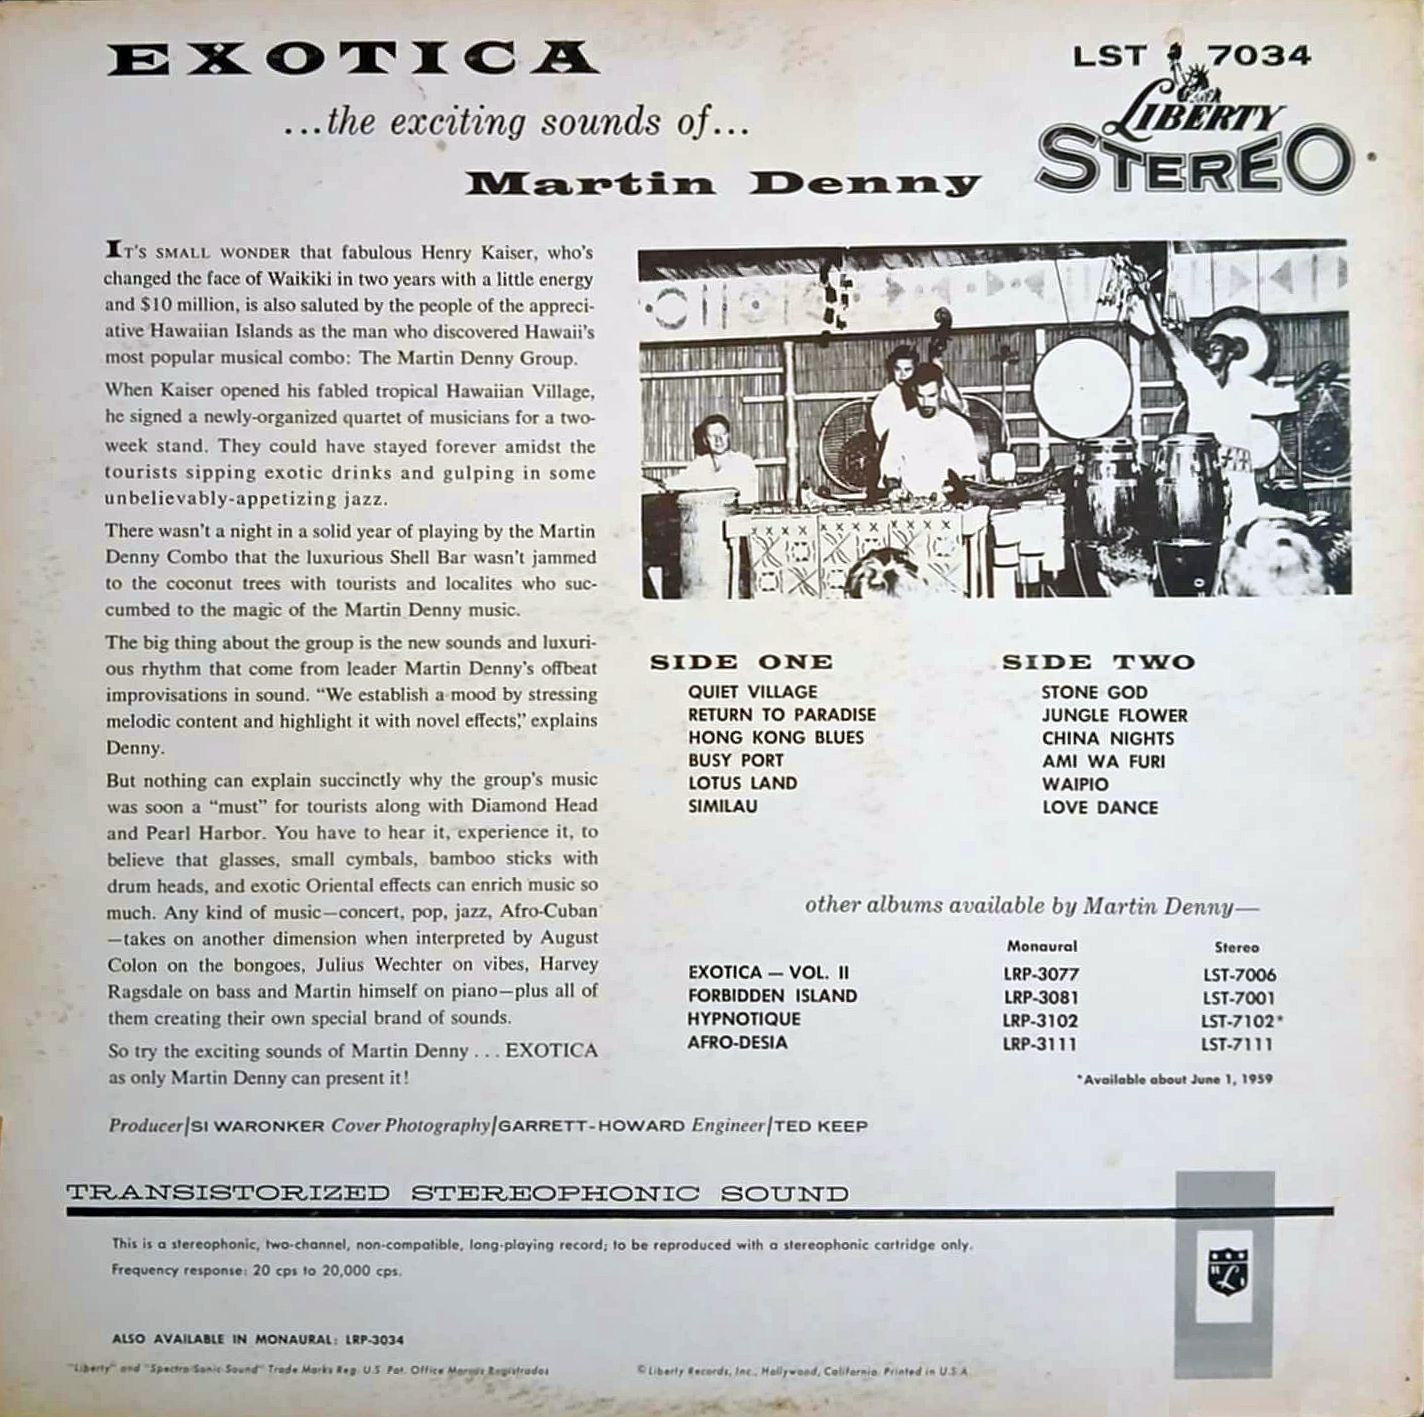 EXOTICA
...the exciting sounds of...
Martin Denny
LST 7034
LIBERTY
STEREO
IT'S SMALL WONDER that fabulous Henry Kaiser, who's
changed the face of Waikiki in two years with a little energy
and $10 million, is also saluted by the people of the appreci-
ative Hawaiian Islands as the man who discovered Hawaii's
most popular musical combo: The Martin Denny Group.
When Kaiser opened his fabled tropical Hawaiian Village,
he signed a newly-organized quartet of musicians for a two-
week stand. They could have stayed forever amidst the
tourists sipping exotic drinks and gulping in some
unbelievably-appetizing jazz.
There wasn't a night in a solid year of playing by the Martin
Denny Combo that the luxurious Shell Bar wasn't jammed
to the coconut trees with tourists and localites who suc-
cumbed to the magic of the Martin Denny music.
The big thing about the group is the new sounds and luxuri-
ous rhythm that come from leader Martin Denny's offbeat
improvisations in sound. "We establish a mood by stressing
melodic content and highlight it with novel effects," explains
Denny.
But nothing can explain succinctly why the group's music
was soon a "must" for tourists along with Diamond Head
and Pearl Harbor. You have to hear it, experience it, to
believe that glasses, small cymbals, bamboo sticks with
drum heads, and exotic Oriental effects can enrich music so
much. Any kind of music—concert, pop, jazz, Afro-Cuban
—takes on another dimension when interpreted by August
Colon on the bongoes, Julius Wechter on vibes, Harvey
Ragsdale on bass and Martin himself on piano—plus all of
them creating their own special brand of sounds.
So try the exciting sounds of Martin Denny . . . EXOTICA
as only Martin Denny can present it!
SIDE ONE
QUIET VILLAGE
RETURN TO PARADISE
HONG KONG BLUES
BUSY PORT
LOTUS LAND
SIMILAU
SIDE TWO
STONE GOD
JUNGLE FLOWER
CHINA NIGHTS
AMI WA FURI
WAIPIO
LOVE DANCE
other albums available by Martin Denny—
Monaural Stereo
EXOTICA — VOL. II LRP-3077 LST-7006
FORBIDDEN ISLAND LRP-3081 LST-7001
HYPNOTIQUE LRP-3102 LST-7102*
AFRO-DESIA LRP-3111 LST-7111
*Available about June 1, 1959
Producer/SI WARONKER Cover Photography/GARRETT-HOWARD Engineer/TED KEEP
TRANSISTORIZED STEREOPHONIC SOUND
This is a stereophonic, two-channel, non-compatible, long-playing record; to be reproduced with a stereophonic cartridge only.
Frequency response: 20 cps to 20,000 cps.
"L"
ALSO AVAILABLE IN MONAURAL: LRP-3034
"Liberty" and "Spectra-Sonic-Sound" Trade Marks Reg. U.S. Pat. Office Marcas Registradas
© Liberty Records, Inc., Hollywood, California. Printed in U.S.A.